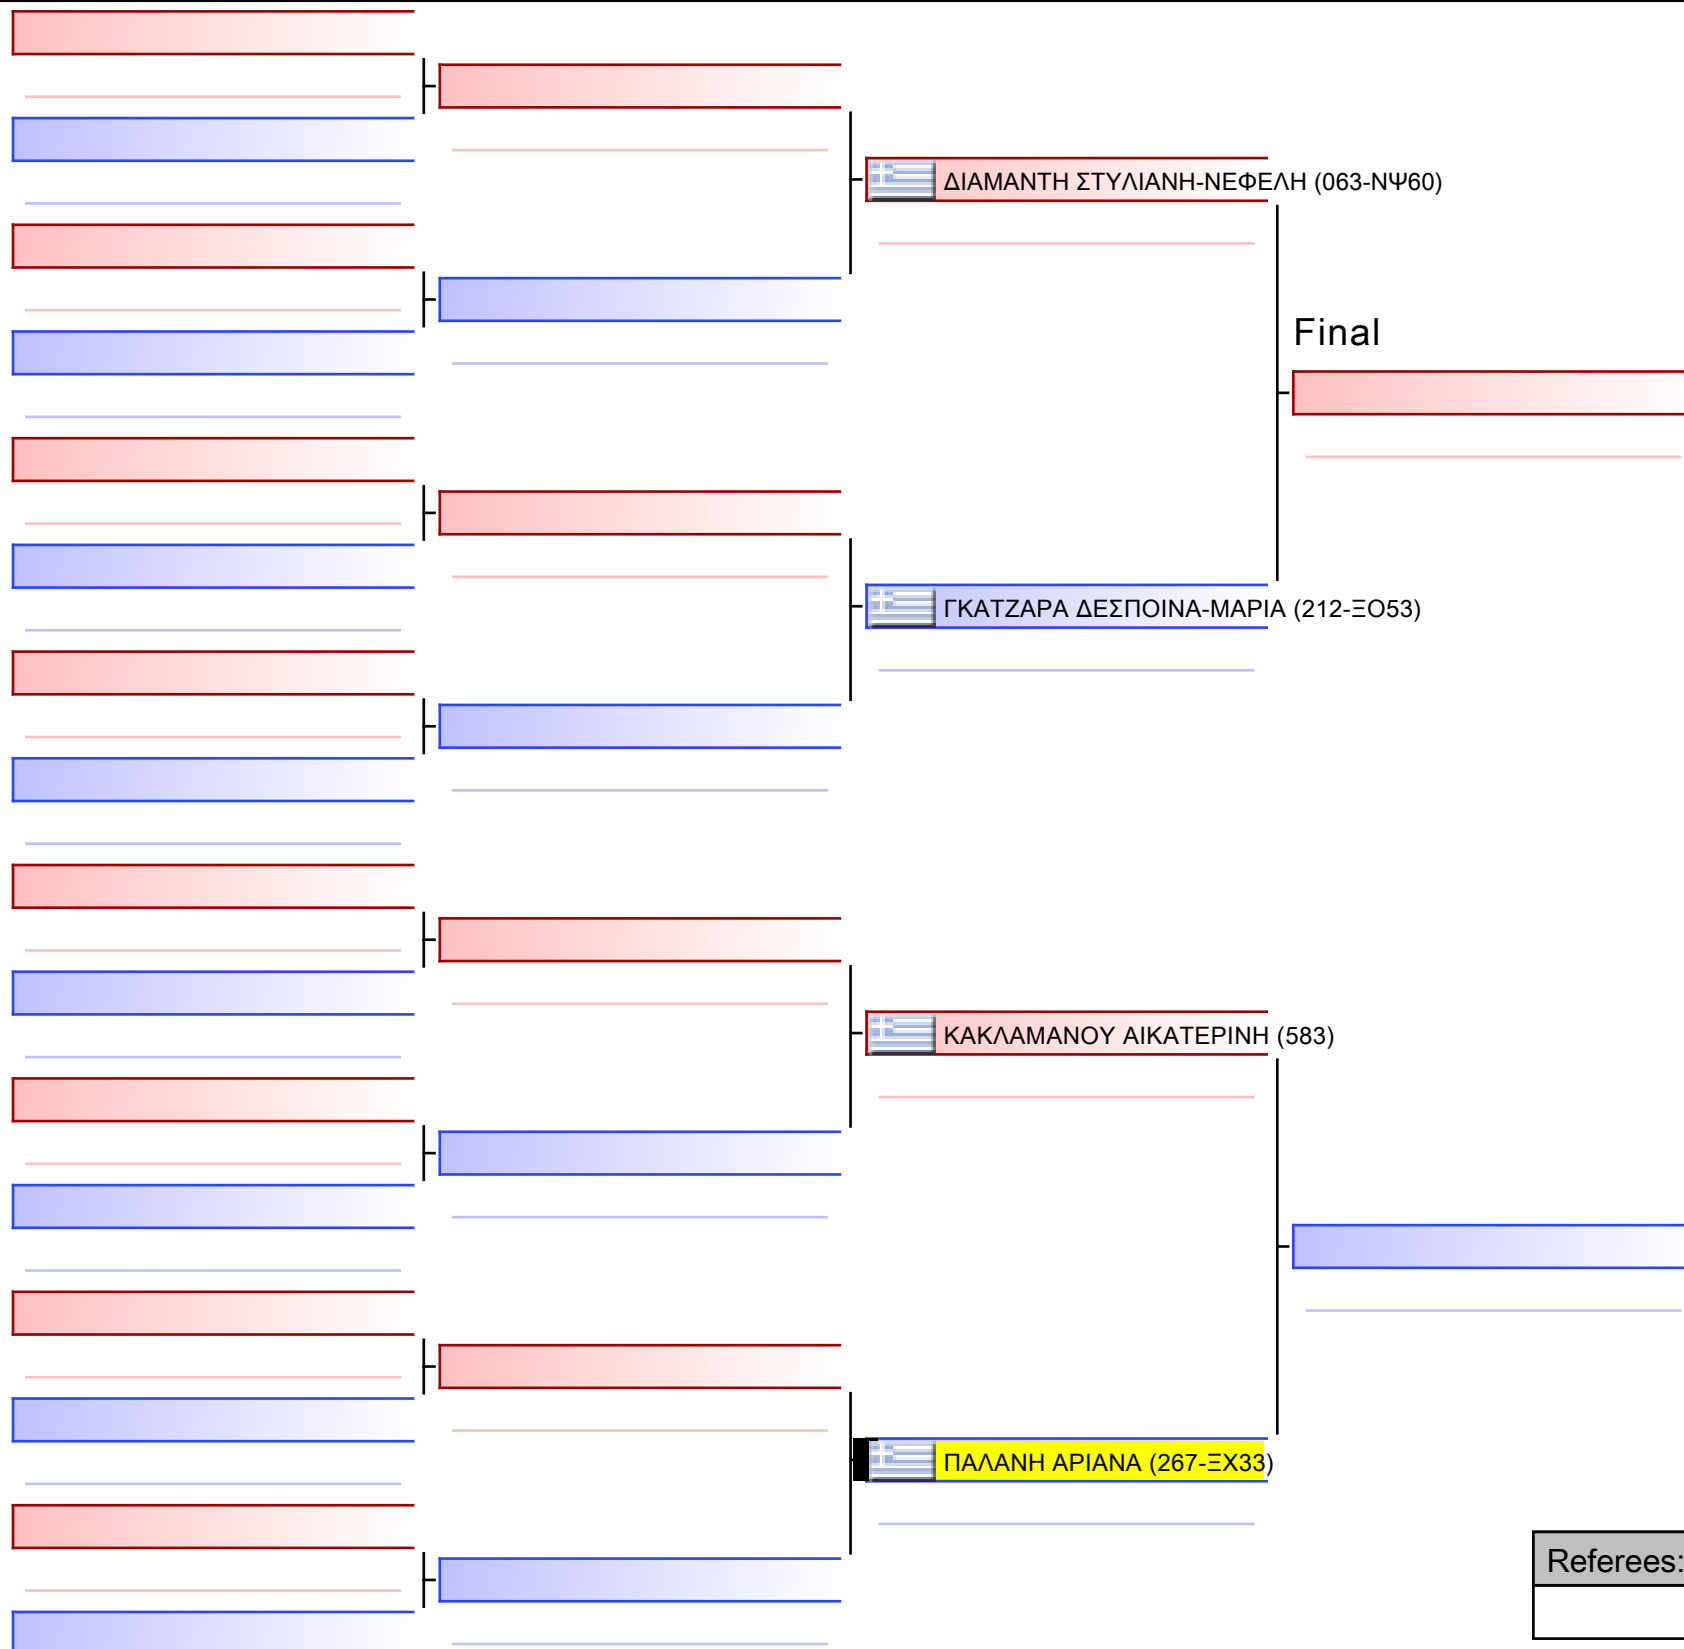 ΔΙΑΜΑΝΤΗ ΣΤΥΛΙΑΝΗ-ΝΕΦΕΛΗ (063-ΝΨ60)
Final
ΓΚΑΤΖΑΡΑ ΔΕΣΠΟΙΝΑ-ΜΑΡΙΑ (212-ΞΟ53)
ΚΑΚΛΑΜΑΝΟΥ ΑΙΚΑΤΕΡΙΝΗ (583)
ΠΑΛΑΝΗ ΑΡΙΑΝΑ (267-ΞΧ33)
Referees: